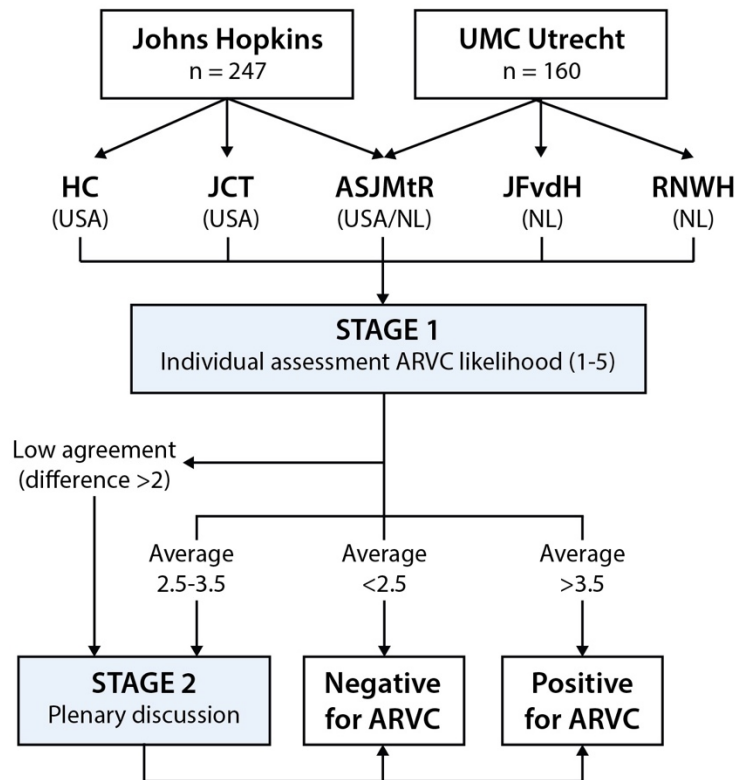 Johns Hopkins
n = 247
UMC Utrecht
n = 160
HC
(USA)
JCT
(USA)
ASJMtR
(USA/NL)
JFvdH
(NL)
RNWH
(NL)
STAGE 1
Individual assessment ARVC likelihood (1-5)
Low agreement
(difference >2)
Average
2.5-3.5
Average
<2.5
Average
>3.5
STAGE 2
Plenary discussion
Negative
for ARVC
Positive
for ARVC